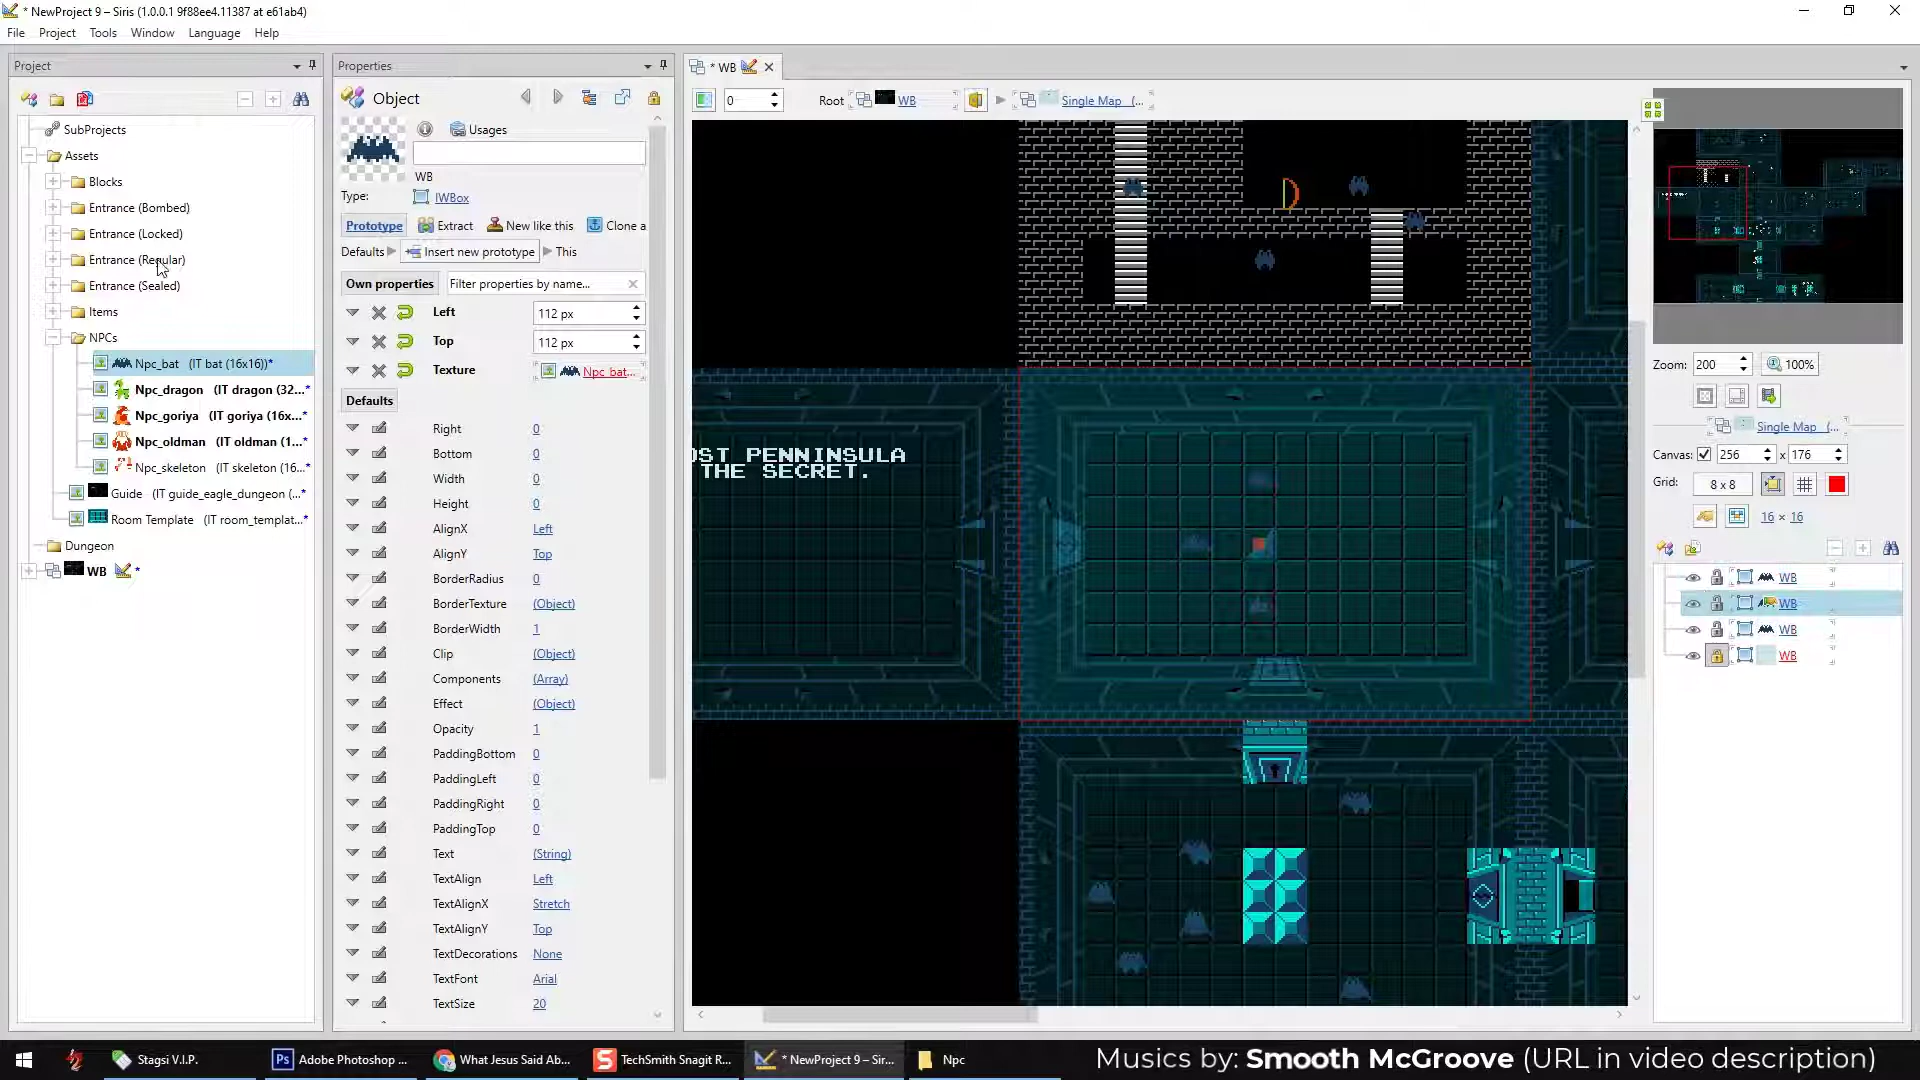 * NewProject 9 – Siris (1.0.0.1 9f88ee4.11387 at e61ab4)
File Project Tools Window Language Help
Project
SubProjects
Assets
Blocks
Entrance (Bombed)
Entrance (Locked)
Entrance (Regular)
Entrance (Sealed)
Items
NPCs
Npc_bat (IT bat (16x16))*
Npc_dragon (IT dragon (32... *
Npc_goriya (IT goriya (16x... *
Npc_oldman (IT oldman (1... *
Npc_skeleton (IT skeleton (16... *
Guide (IT guide_eagle_dungeon (... *
Room Template (IT room_templat... *
Dungeon
WB *
Properties
Object
Usages
WB
Type: IWBox
Prototype Extract New like this Clone a
Defaults Insert new prototype This
Own properties Filter properties by name...
Left 112 px
Top 112 px
Texture Npc_bat...
Defaults
Right 0
Bottom 0
Width 0
Height 0
AlignX Left
AlignY Top
BorderRadius 0
BorderTexture (Object)
BorderWidth 1
Clip (Object)
Components (Array)
Effect (Object)
Opacity 1
PaddingBottom 0
PaddingLeft 0
PaddingRight 0
PaddingTop 0
Text (String)
TextAlign Left
TextAlignX Stretch
TextAlignY Top
TextDecorations None
TextFont Arial
TextSize 20
* WB
0 Root WB Single Map (...
OST PENNINSULA
THE SECRET.
Zoom: 200 100%
Single Map (...
Canvas: 256 x 176
Grid: 8 x 8
16 × 16
WB
WB
WB
WB
Stagsi V.I.P.
Adobe Photoshop ...
What Jesus Said Ab...
TechSmith Snagit R...
* NewProject 9 – Sir...
Npc
Musics by: Smooth McGroove (URL in video description)